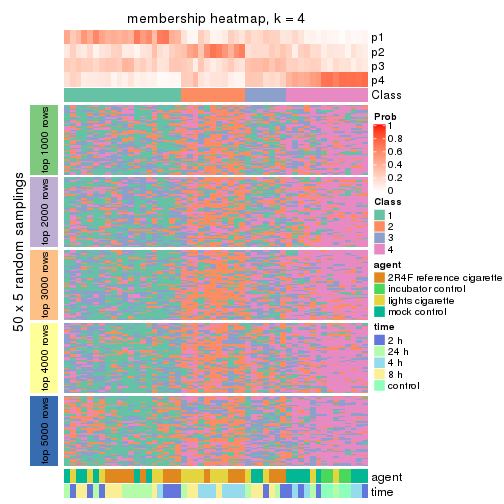 membership heatmap, k = 4
p1
p2
p3
p4
Class
50 x 5 random samplings
top 1000 rows
top 2000 rows
top 3000 rows
top 4000 rows
top 5000 rows
agent
time
Prob
1
0.8
0.6
0.4
0.2
0
Class
1
2
3
4
agent
2R4F reference cigarette
incubator control
lights cigarette
mock control
time
2 h
24 h
4 h
8 h
control